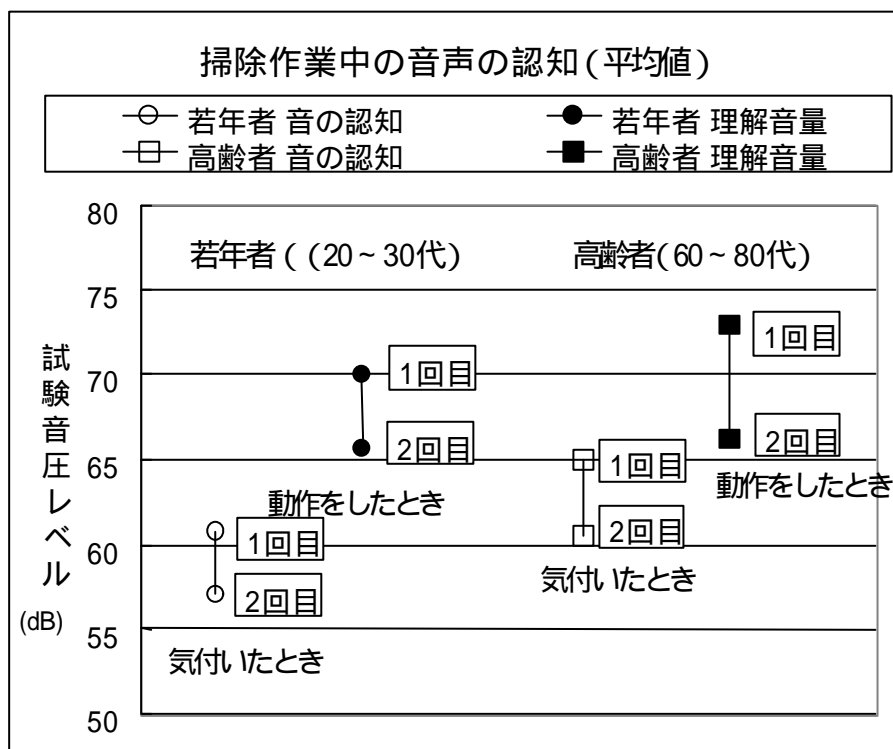 掃除作業中の音声の認知(平均値)
若年者 音の認知 若年者 理解音量
高齢者 音の認知 高齢者 理解音量
80
若年者((20~30代) 高齢者(60~80代)
75
1回目
70
1回目
2回目
2回目
65
1回目
動作をしたとき
動作をしたとき
2回目
60
1回目
気付いたとき
2回目
55
気付いたとき
50
試験音圧レベル
(dB)